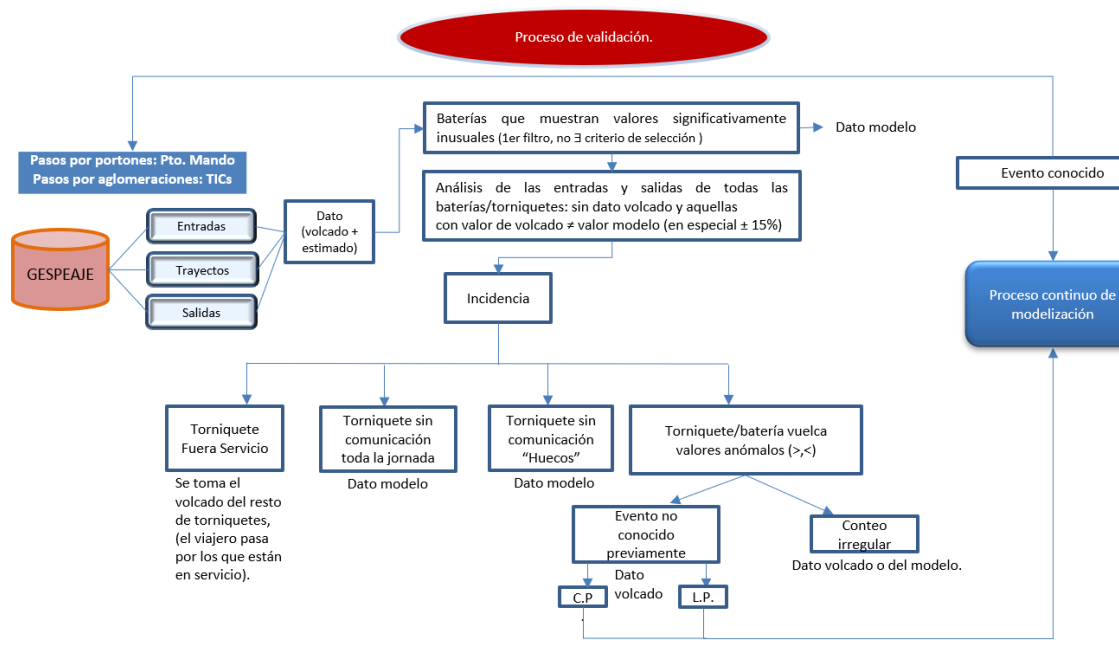 Proceso de validación.
Baterías que muestran valores significativamente
inusuales (1er filtro, no ∃ criterio de selección )
Dato modelo
Pasos por portones: Pto. Mando
Pasos por aglomeraciones: TICs
Evento conocido
Análisis de las entradas y salidas de todas las
baterías/torniquetes: sin dato volcado y aquellas
con valor de volcado ≠ valor modelo (en especial ± 15%)
GESPEAJE
Entradas
Trayectos
Salidas
Dato
(volcado +
estimado)
Incidencia
Proceso continuo de
modelización
Torniquete
Fuera Servicio
Se toma el
volcado del resto
de torniquetes,
(el viajero pasa
por los que están
en servicio).
Torniquete sin
comunicación
toda la jornada
Dato modelo
Torniquete sin
comunicación
“Huecos”
Dato modelo
Torniquete/batería vuelca
valores anómalos (>,<)
Evento no
conocido
previamente
Conteo
irregular
Dato volcado o del modelo.
Dato
volcado
C.P
.
L.P.